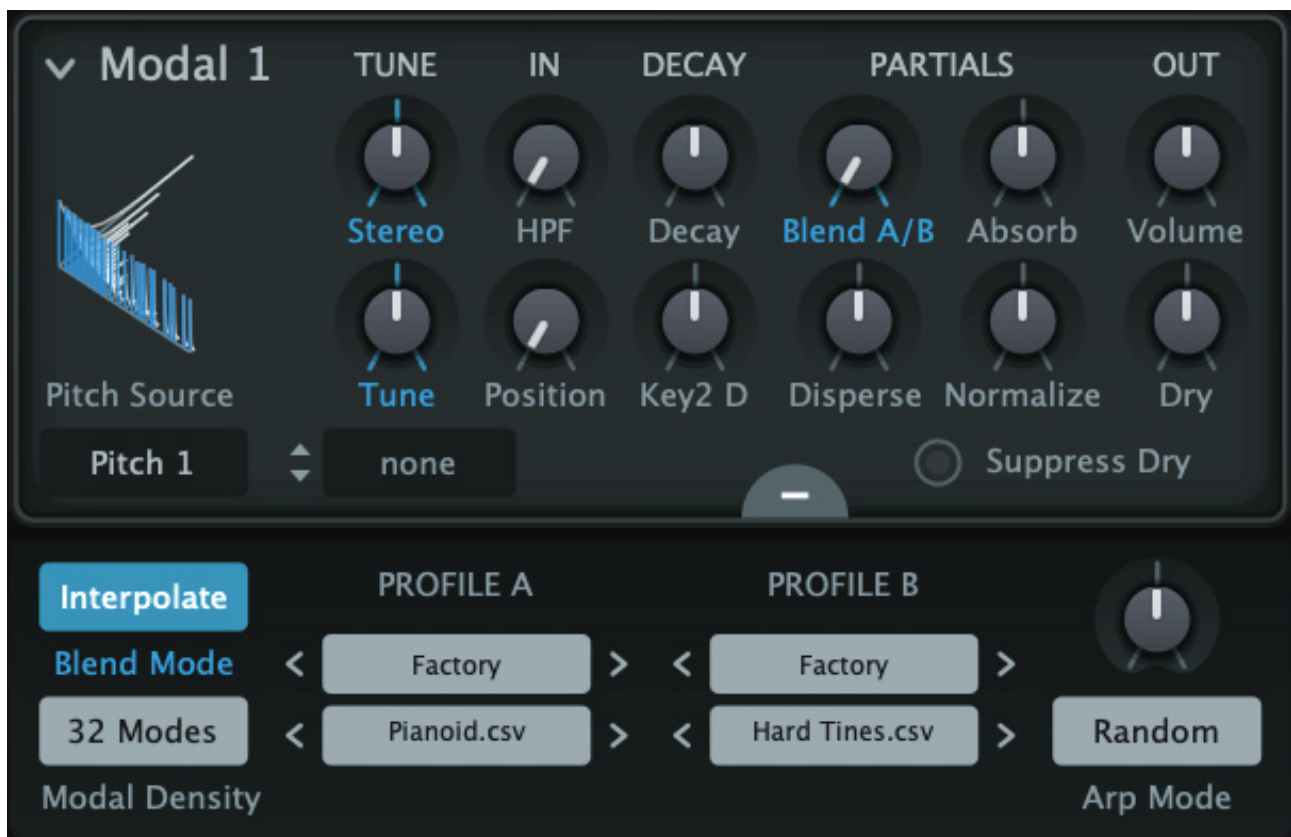 Modal 1 TUNE IN DECAY PARTIALS OUT
Stereo HPF Decay Blend A/B Absorb Volume
Pitch Source Tune Position Key2 D Disperse Normalize Dry
Pitch 1 none Suppress Dry
Interpolate PROFILE A PROFILE B
Blend Mode < Factory > < Factory >
32 Modes < Pianoid.csv > < Hard Tines.csv > Random
Modal Density Arp Mode